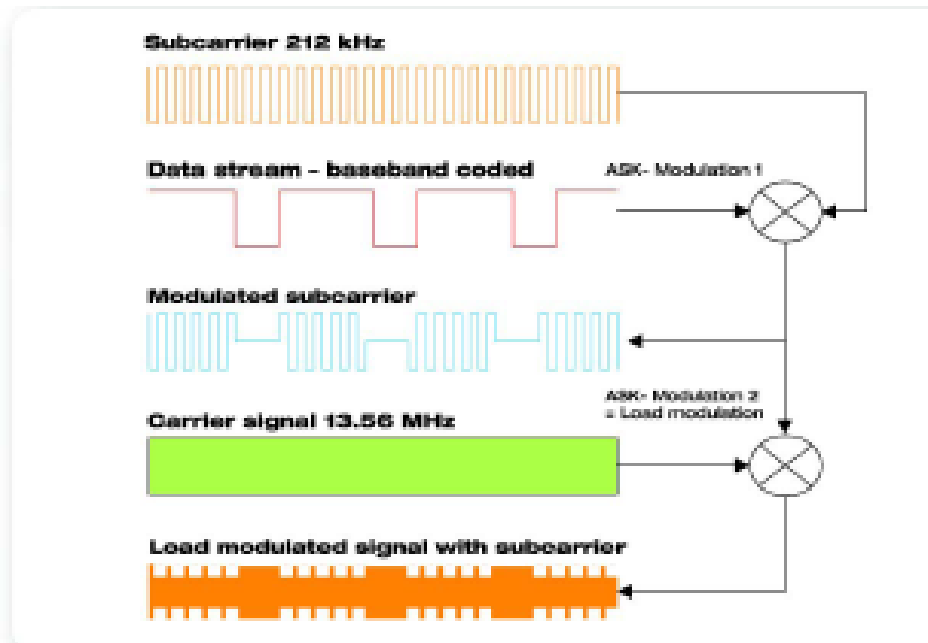 Subcarrier 212 kHz
Data stream - baseband coded
ASK- Modulation 1
Modulated subcarrier
ASK- Modulation 2
= Load modulation
Carrier signal 13.56 MHz
Load modulated signal with subcarrier